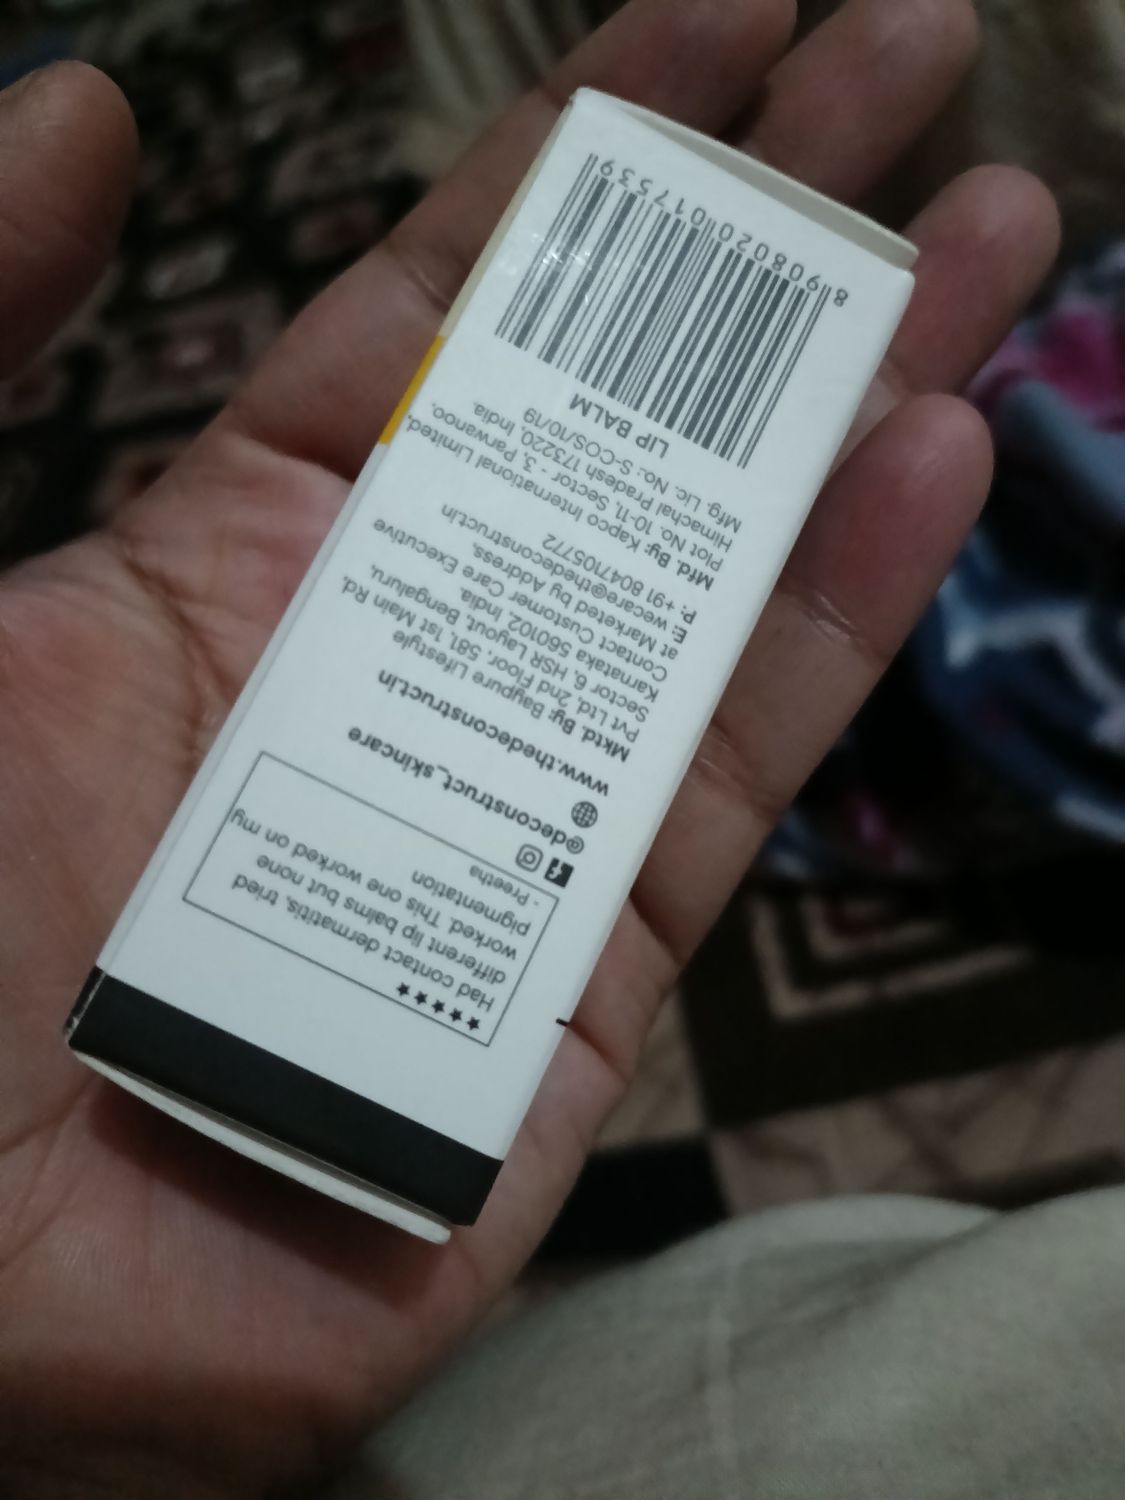 ★★★★★
Had contact dermatitis, tried
different lip balms but none
worked. This one worked on my
pigmentation
- Preetha
@deconstruct_skincare
www.thedeconstruct.in
Mktd. By: Baypure Lifestyle
Pvt Ltd, 2nd Floor, 581, 1st Main Rd,
Sector 6, HSR Layout, Bengaluru,
Karnataka 560102, India.
Contact Customer Care Executive
at Marketed by Address,
E: wecare@thedeconstruct.in
P: +91 8047105772
Mfd. By: Kapco International Limited,
Plot No. 10-11, Sector - 3, Parwanoo,
Himachal Pradesh 173220, India.
Mfg. Lic. No.: S-COS/10/19
LIP BALM
8 908020 017539